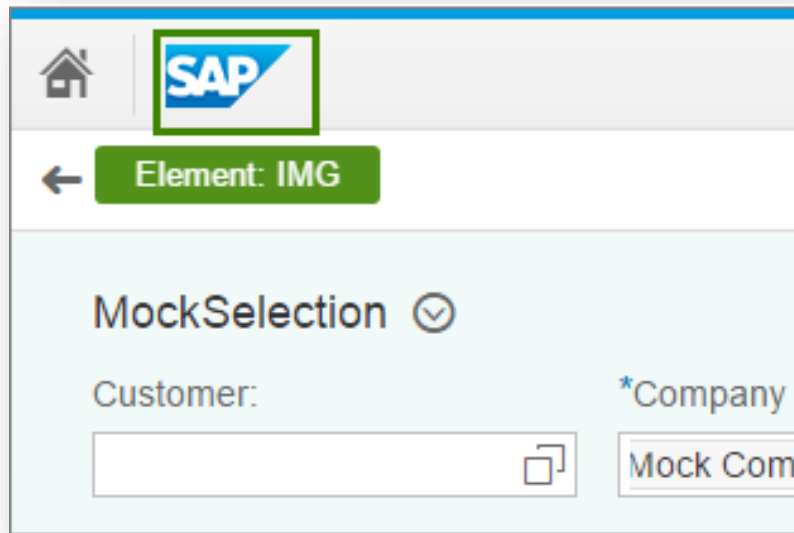 SAP
Element: IMG
MockSelection
Customer: *Company
Mock Com